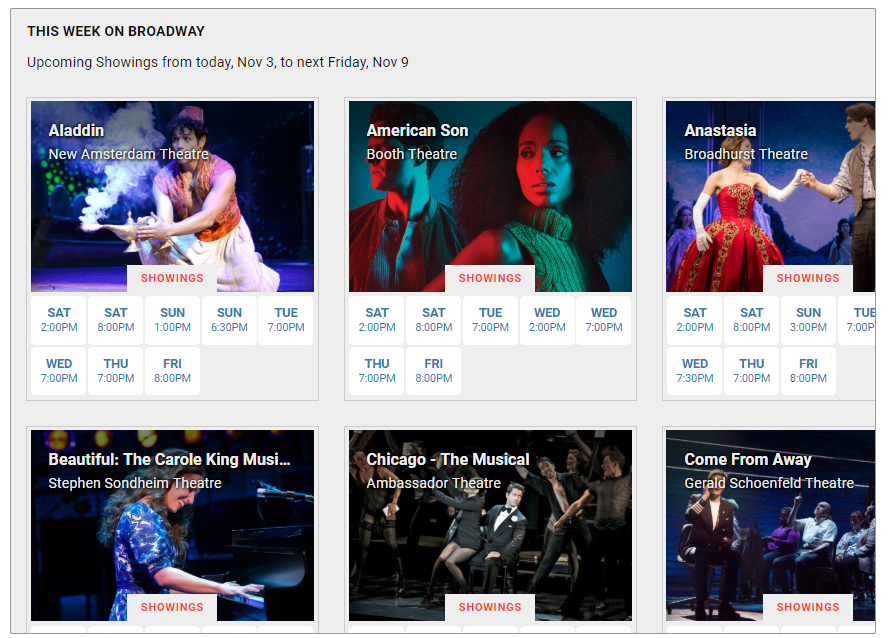 THIS WEEK ON BROADWAY
Upcoming Showings from today, Nov 3, to next Friday, Nov 9
Aladdin
New Amsterdam Theatre
SHOWINGS
SAT SAT SUN SUN TUE
2:00PM 8:00PM 1:00PM 6:30PM 7:00PM
WED THU FRI
7:00PM 7:00PM 8:00PM
American Son
Booth Theatre
SHOWINGS
SAT SAT TUE WED WED
2:00PM 8:00PM 7:00PM 2:00PM 7:00PM
THU FRI
7:00PM 8:00PM
Anastasia
Broadhurst Theatre
SHOWINGS
SAT SAT SUN TUE
2:00PM 8:00PM 3:00PM 7:00P
WED THU FRI
7:30PM 7:00PM 8:00PM
Beautiful: The Carole King Musi...
Stephen Sondheim Theatre
SHOWINGS
Chicago - The Musical
Ambassador Theatre
SHOWINGS
Come From Away
Gerald Schoenfeld Theatre
SHOWINGS